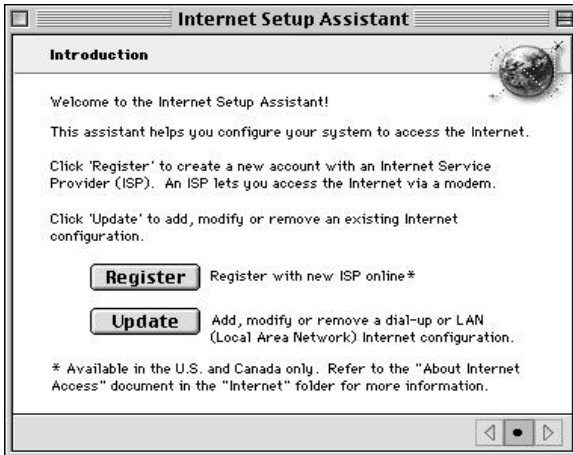 Internet Setup Assistant
Introduction
Welcome to the Internet Setup Assistant!
This assistant helps you configure your system to access the Internet.
Click 'Register' to create a new account with an Internet Service
Provider (ISP). An ISP lets you access the Internet via a modem.
Click 'Update' to add, modify or remove an existing Internet
configuration.
Register Register with new ISP online*
Update Add, modify or remove a dial-up or LAN
(Local Area Network) Internet configuration.
* Available in the U.S. and Canada only. Refer to the "About Internet
Access" document in the "Internet" folder for more information.